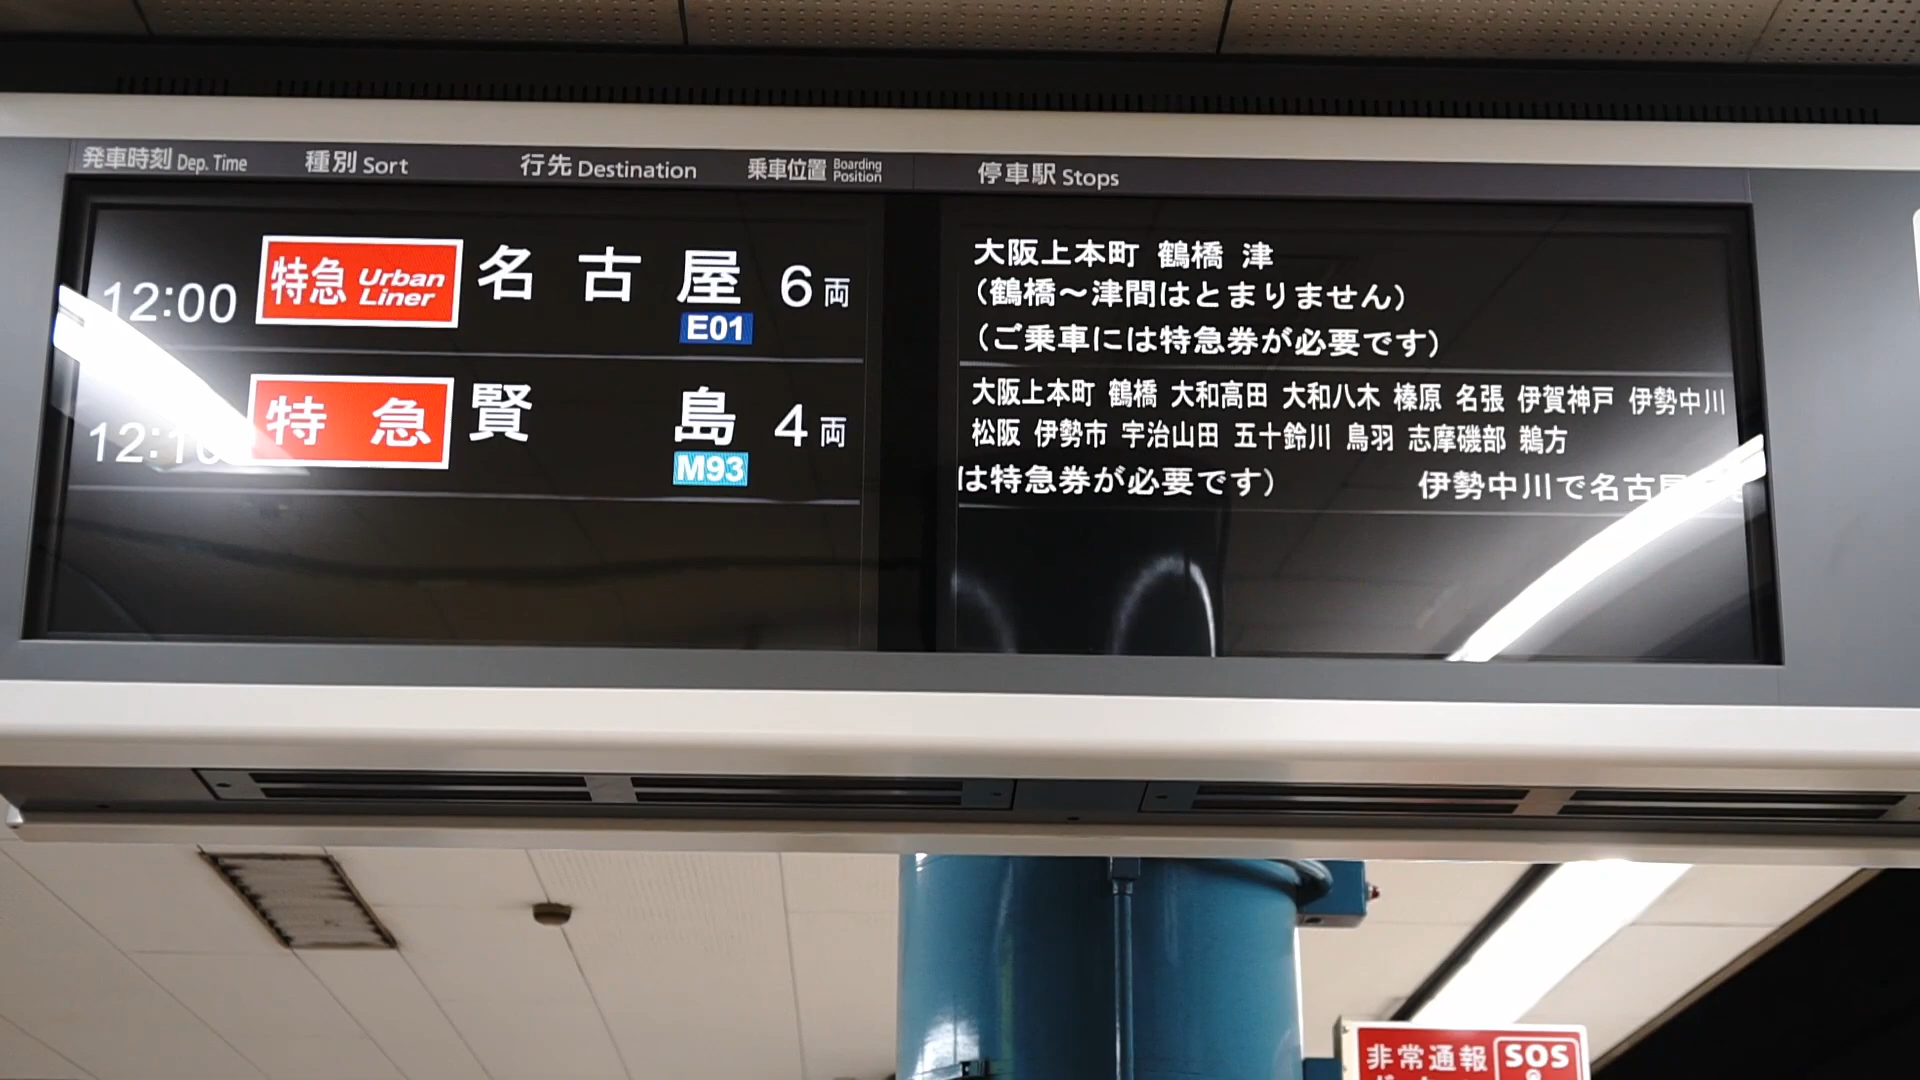 発車時刻 Dep. Time 種別 Sort 行先 Destination 乗車位置 Boarding Position 停車駅 Stops
12:00 特急 Urban Liner 名古屋 6両
E01
大阪上本町 鶴橋 津
(鶴橋～津間はとまりません)
(ご乗車には特急券が必要です)
12:10 特急 賢島 4両
M93
大阪上本町 鶴橋 大和高田 大和八木 榛原 名張 伊賀神戸 伊勢中川
松阪 伊勢市 宇治山田 五十鈴川 鳥羽 志摩磯部 鵜方
は特急券が必要です) 伊勢中川で名古屋
非常通報 SOS